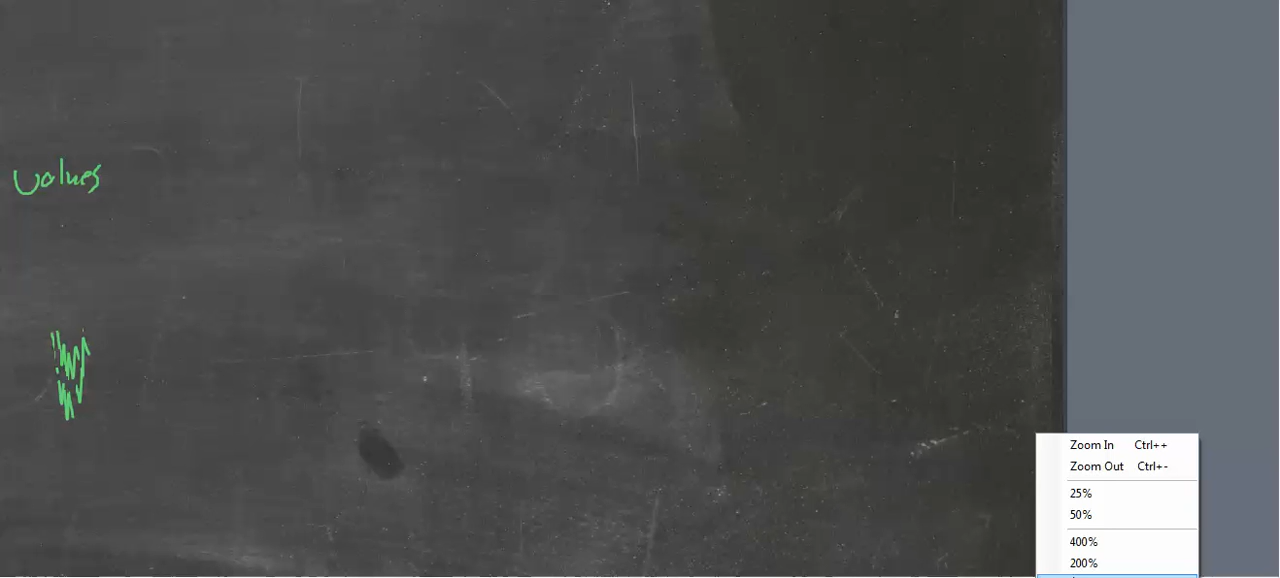 values
Zoom In Ctrl++
Zoom Out Ctrl+-
25%
50%
400%
200%